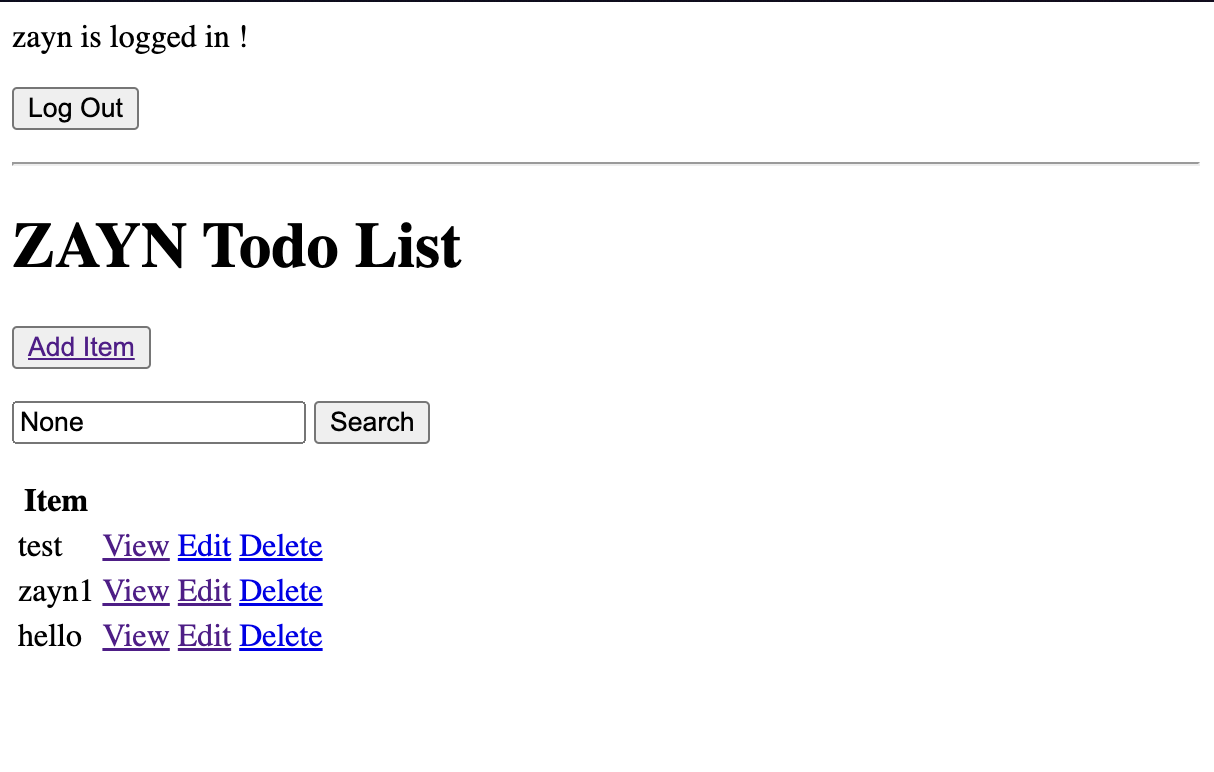 zayn is logged in !
Log Out
ZAYN Todo List
Add Item
None Search
Item
test View Edit Delete
zayn1 View Edit Delete
hello View Edit Delete